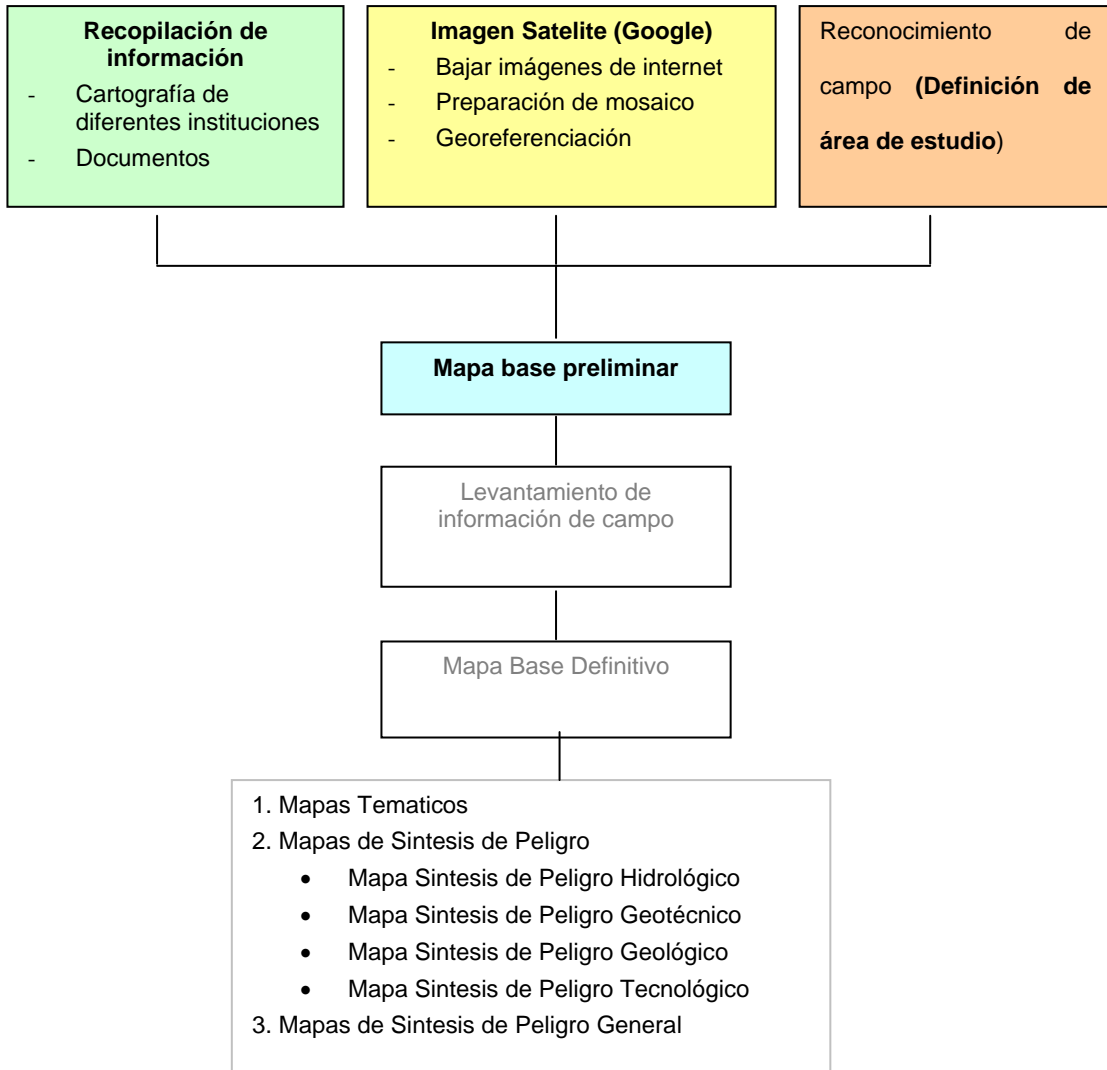 Recopilación de
información
- Cartografía de
diferentes instituciones
- Documentos
Imagen Satelite (Google)
- Bajar imágenes de internet
- Preparación de mosaico
- Georeferenciación
Reconocimiento de
campo (Definición de
área de estudio)
Mapa base preliminar
Levantamiento de
información de campo
Mapa Base Definitivo
1. Mapas Tematicos
2. Mapas de Sintesis de Peligro
• Mapa Sintesis de Peligro Hidrológico
• Mapa Sintesis de Peligro Geotécnico
• Mapa Sintesis de Peligro Geológico
• Mapa Sintesis de Peligro Tecnológico
3. Mapas de Sintesis de Peligro General